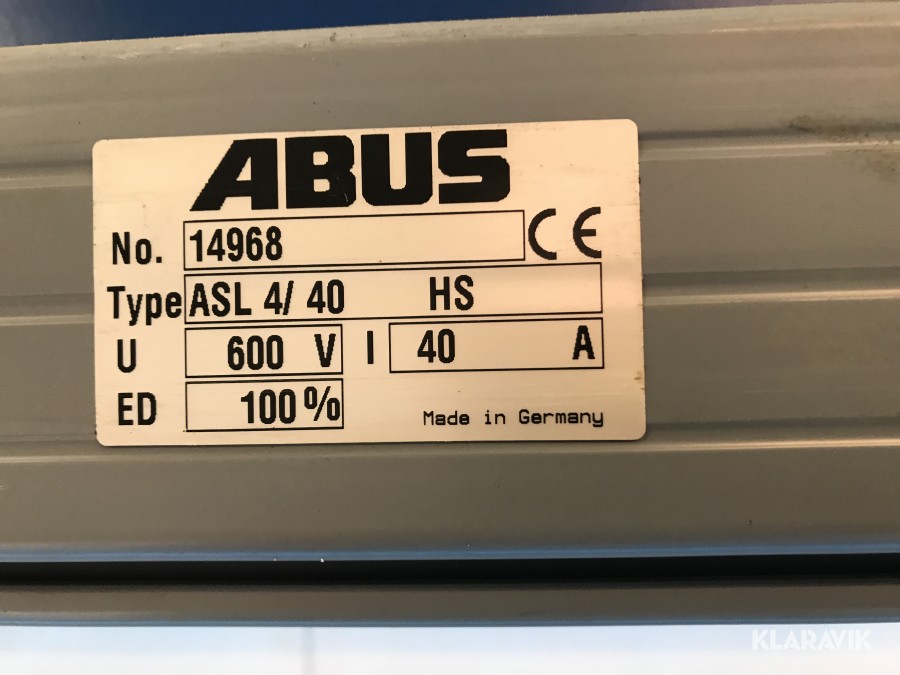 ABUS
No. 14968 CE
Type ASL 4/ 40 HS
U 600 V I 40 A
ED 100%
Made in Germany
KLARAVIK